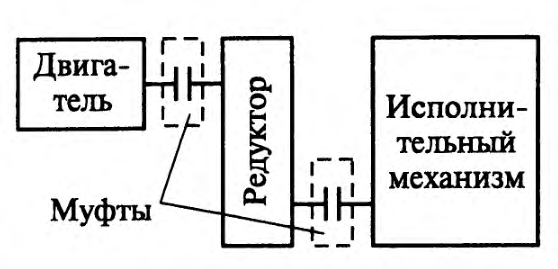 Двига-
тель
Редуктор
Исполни-
тельный
механизм
Муфты